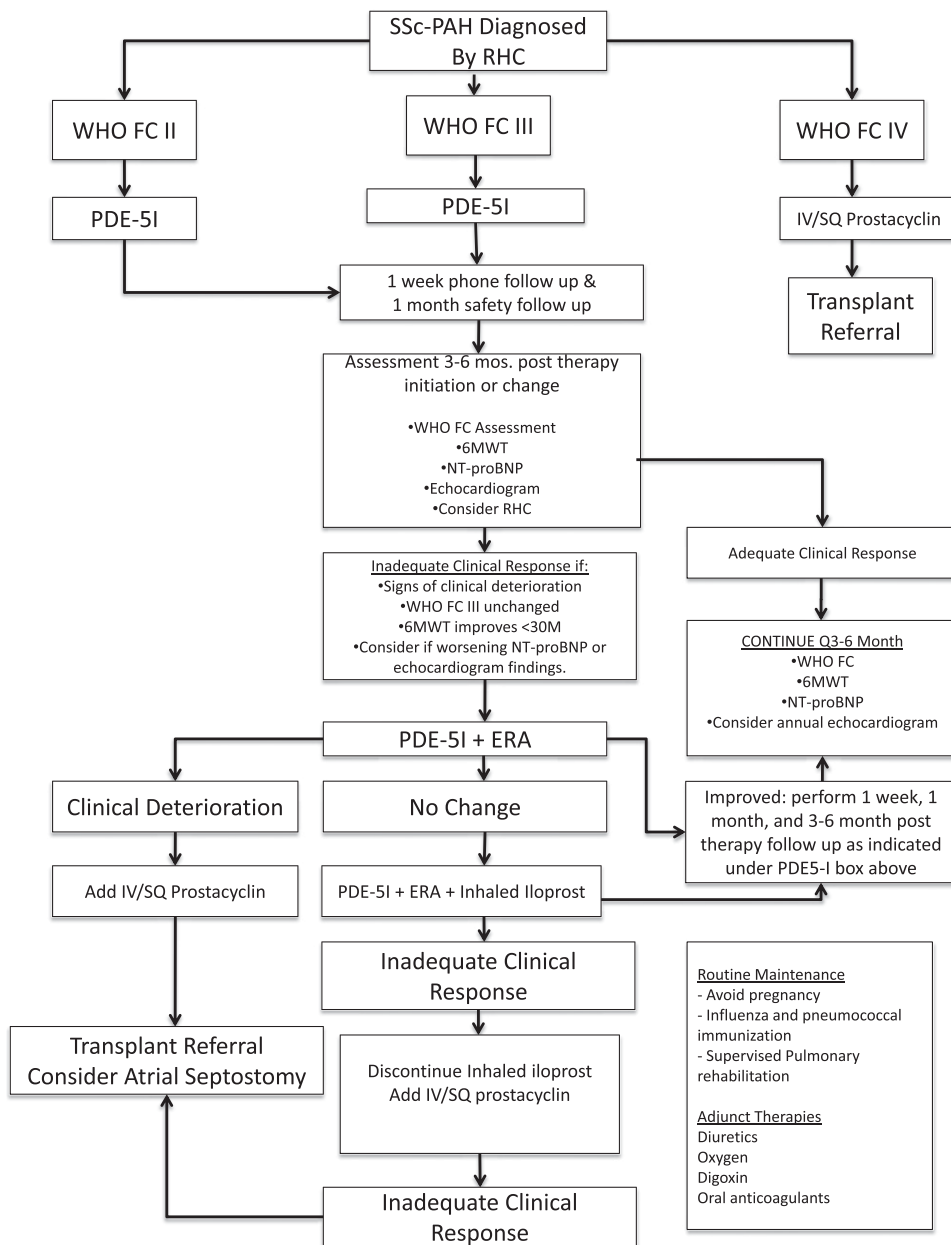 SSc-PAH Diagnosed
By RHC
WHO FC II
WHO FC III
WHO FC IV
PDE-5I
PDE-5I
IV/SQ Prostacyclin
1 week phone follow up &
1 month safety follow up
Transplant
Referral
Assessment 3-6 mos. post therapy
initiation or change
•WHO FC Assessment
•6MWT
•NT-proBNP
•Echocardiogram
•Consider RHC
Adequate Clinical Response
Inadequate Clinical Response if:
•Signs of clinical deterioration
•WHO FC III unchanged
•6MWT improves <30M
•Consider if worsening NT-proBNP or
echocardiogram findings.
CONTINUE Q3-6 Month
•WHO FC
•6MWT
•NT-proBNP
•Consider annual echocardiogram
PDE-5I + ERA
Clinical Deterioration
No Change
Improved: perform 1 week, 1
month, and 3-6 month post
therapy follow up as indicated
under PDE5-I box above
Add IV/SQ Prostacyclin
PDE-5I + ERA + Inhaled Iloprost
Inadequate Clinical
Response
Transplant Referral
Consider Atrial Septostomy
Discontinue Inhaled iloprost
Add IV/SQ prostacyclin
Inadequate Clinical
Response
Routine Maintenance
- Avoid pregnancy
- Influenza and pneumococcal
immunization
- Supervised Pulmonary
rehabilitation
Adjunct Therapies
Diuretics
Oxygen
Digoxin
Oral anticoagulants